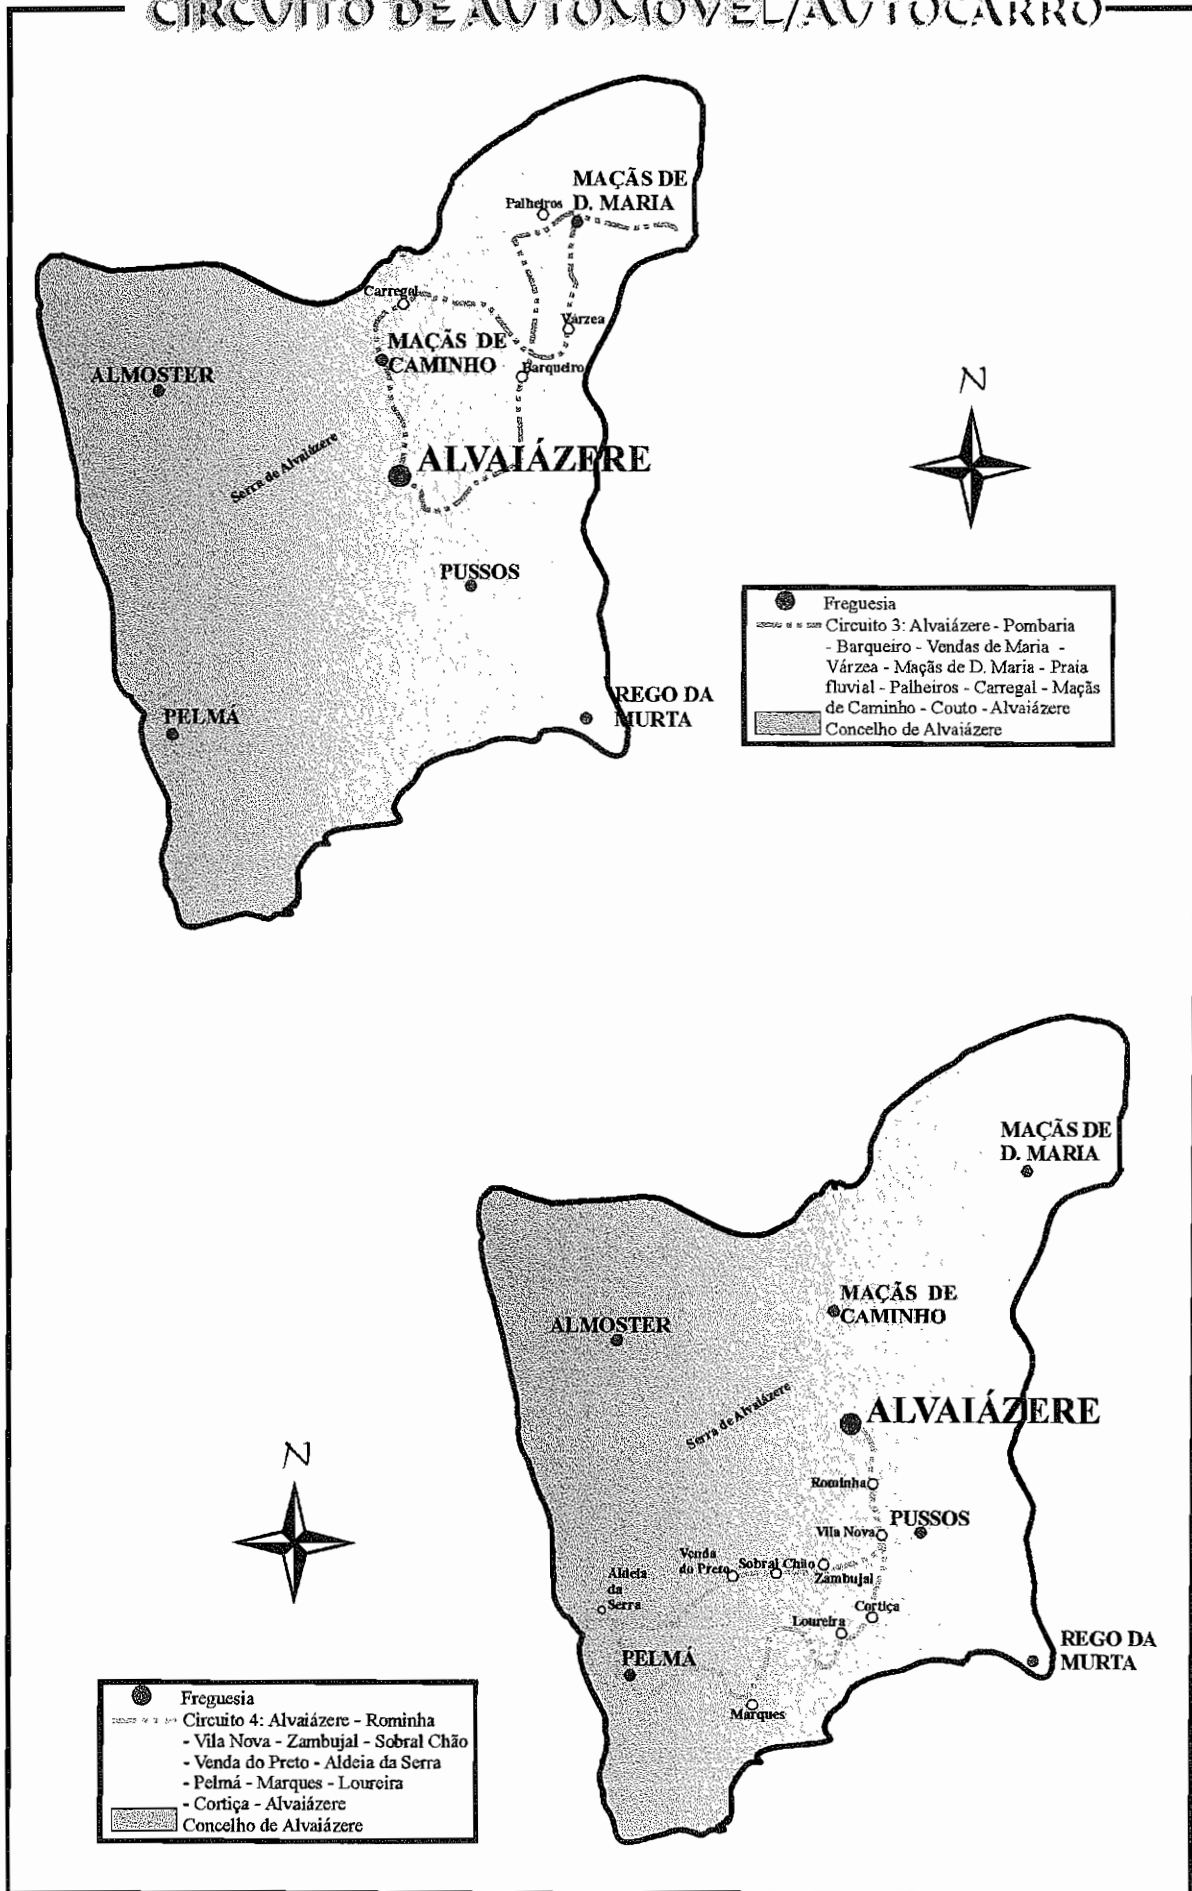 CIRCUITO DE AUTOMÓVEL/AUTOCARRO
MAÇÃS DE
D. MARIA
Palheiros
Carregal
Várzea
MAÇÃS DE
CAMINHO
Barqueiro
ALMOSTER
Serra de Alvaiázere
ALVAIÁZERE
N
PUSSOS
REGO DA
MURTA
PELMÁ
Freguesia
Circuito 3: Alvaiázere - Pombaria
- Barqueiro - Vendas de Maria -
Várzea - Maçãs de D. Maria - Praia
fluvial - Palheiros - Carregal - Maçãs
de Caminho - Couto - Alvaiázere
Concelho de Alvaiázere
MAÇÃS DE
D. MARIA
MAÇÃS DE
CAMINHO
ALMOSTER
Serra de Alvaiázere
ALVAIÁZERE
N
Rominha
PUSSOS
Vila Nova
Venda
do Preto
Sobral Chão
Zambujal
Aldeia
da
Serra
Cortiça
Loureira
PELMÁ
REGO DA
MURTA
Marques
Freguesia
Circuito 4: Alvaiázere - Rominha
- Vila Nova - Zambujal - Sobral Chão
- Venda do Preto - Aldeia da Serra
- Pelmá - Marques - Loureira
- Cortiça - Alvaiázere
Concelho de Alvaiázere